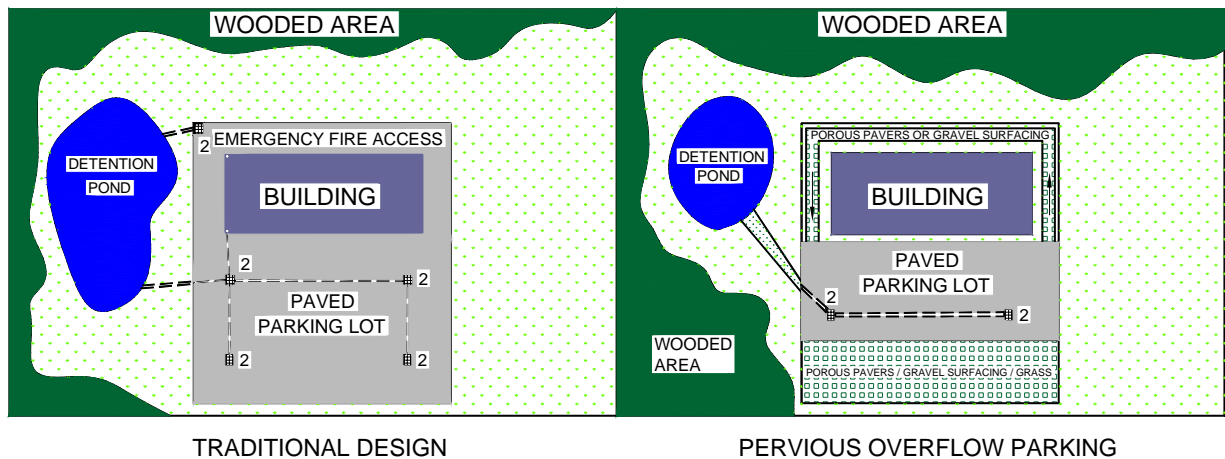 WOODED AREA
2
EMERGENCY FIRE ACCESS
DETENTION
POND
BUILDING
2
2
PAVED
PARKING LOT
2
2
TRADITIONAL DESIGN
WOODED AREA
POROUS PAVERS OR GRAVEL SURFACING
DETENTION
POND
BUILDING
PAVED
PARKING LOT
2
2
WOODED
AREA
POROUS PAVERS / GRAVEL SURFACING / GRASS
PERVIOUS OVERFLOW PARKING